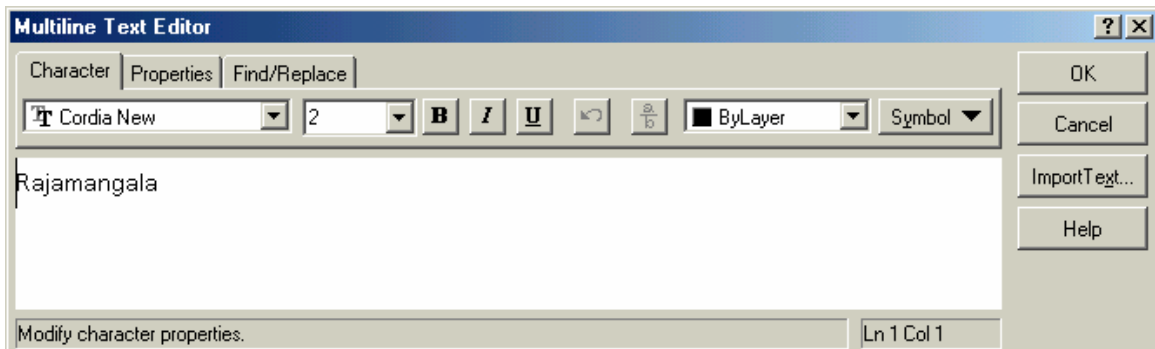 Multiline Text Editor
Character Properties Find/Replace
Cordia New 2 B I U a/b ByLayer Symbol
Rajamangala
OK
Cancel
ImportText...
Help
Modify character properties. Ln 1 Col 1